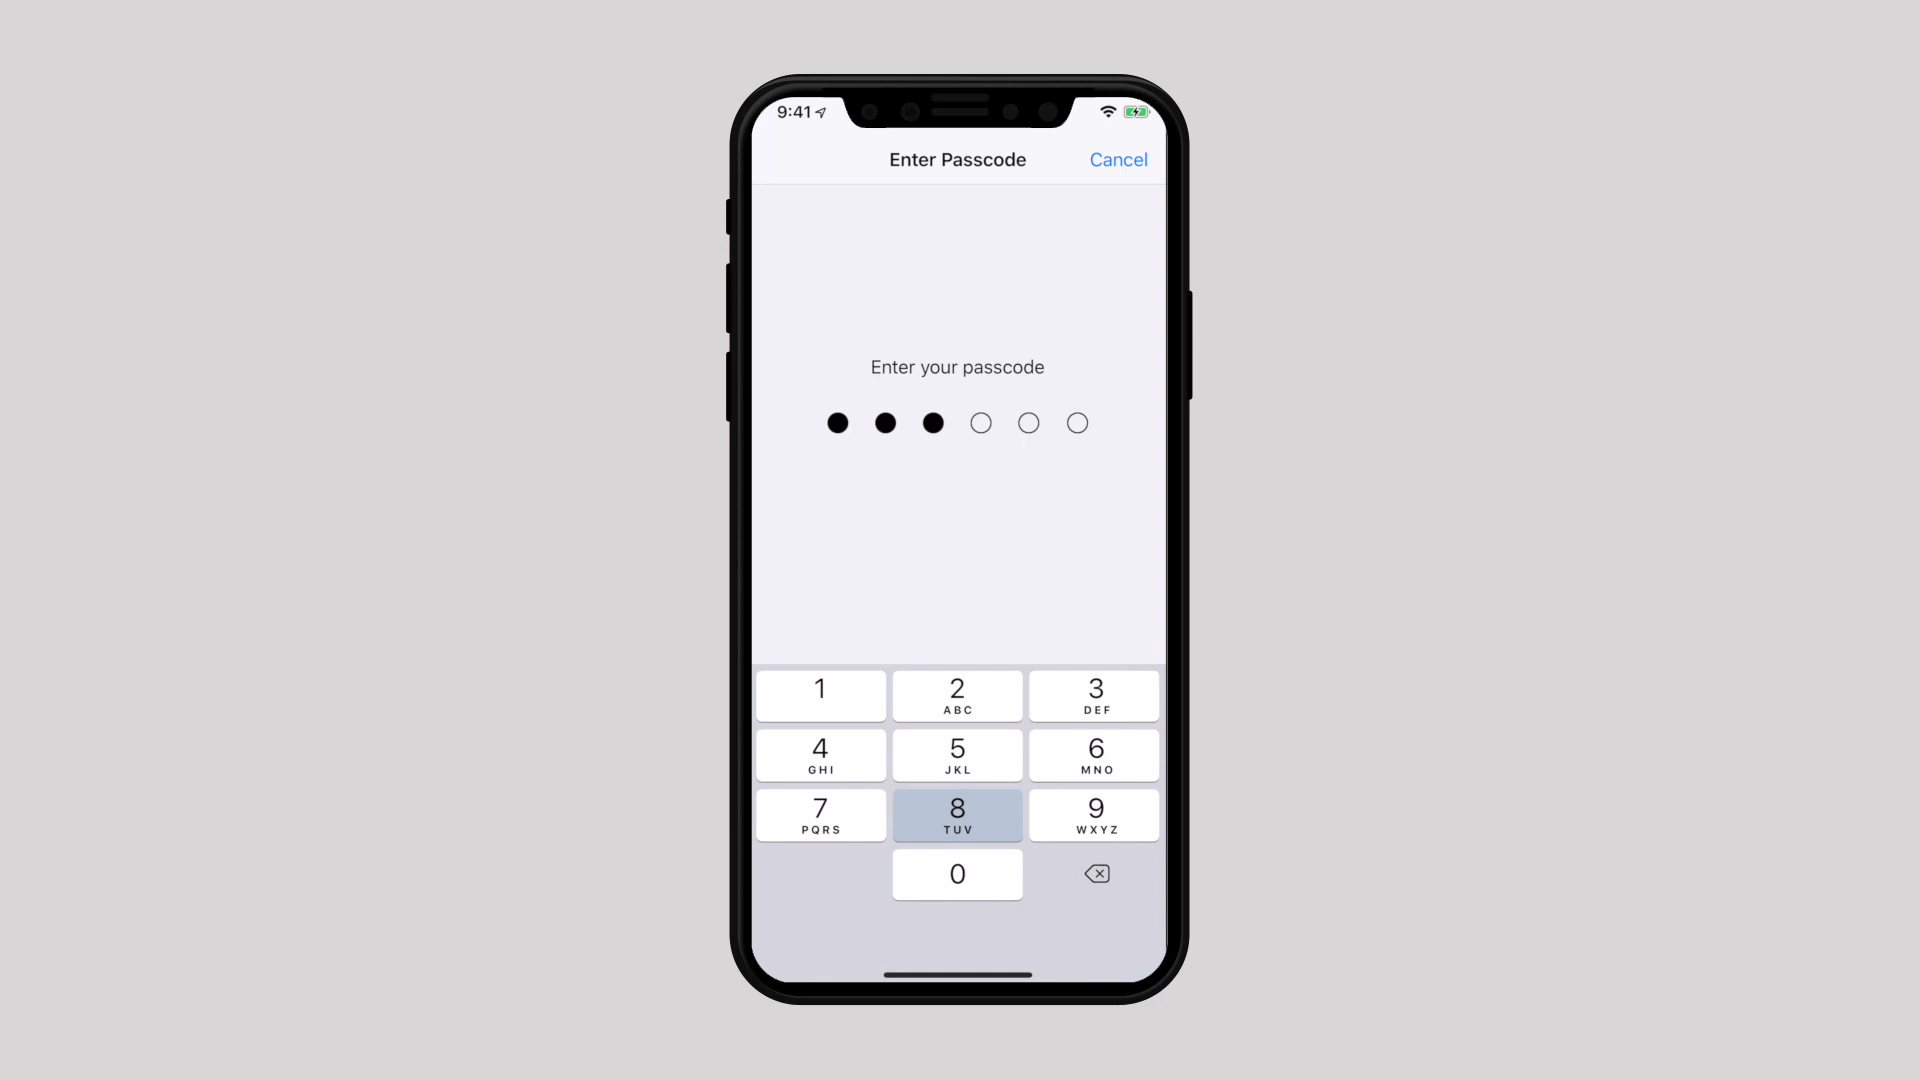 9:41
Enter Passcode Cancel
Enter your passcode
1 2 3
ABC DEF
4 5 6
GHI JKL MNO
7 8 9
PQRS TUV WXYZ
0